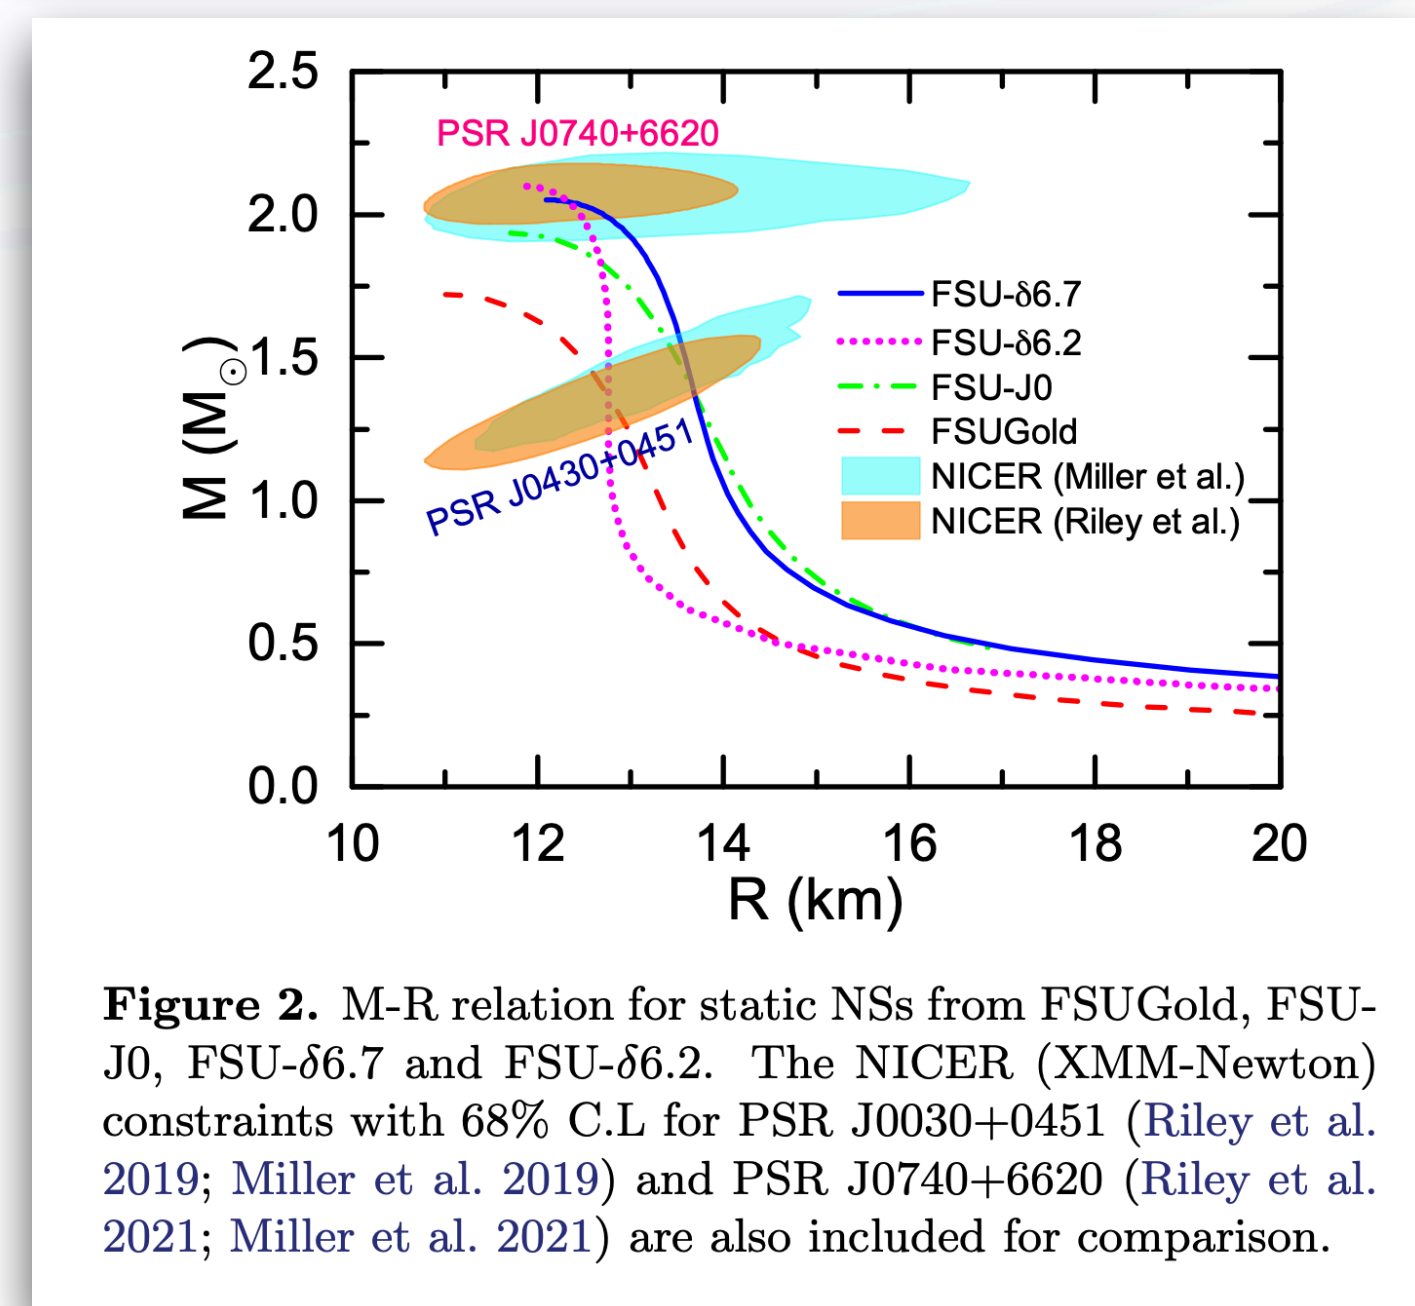 2.5
PSR J0740+6620
2.0
FSU-δ6.7
FSU-δ6.2
1.5
FSU-J0
FSUGold
NICER (Miller et al.)
NICER (Riley et al.)
PSR J0430+0451
M (M⊙)
1.0
0.5
0.0
10 12 14 16 18 20
R (km)
Figure 2. M-R relation for static NSs from FSUGold, FSU-
J0, FSU-δ6.7 and FSU-δ6.2. The NICER (XMM-Newton)
constraints with 68% C.L for PSR J0030+0451 (Riley et al.
2019; Miller et al. 2019) and PSR J0740+6620 (Riley et al.
2021; Miller et al. 2021) are also included for comparison.